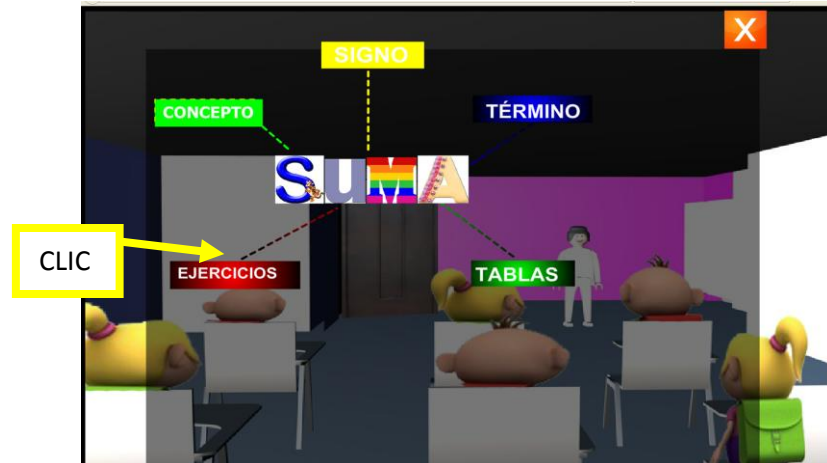 X
SIGNO
CONCEPTO
TÉRMINO
SUMA
CLIC
EJERCICIOS
TABLAS